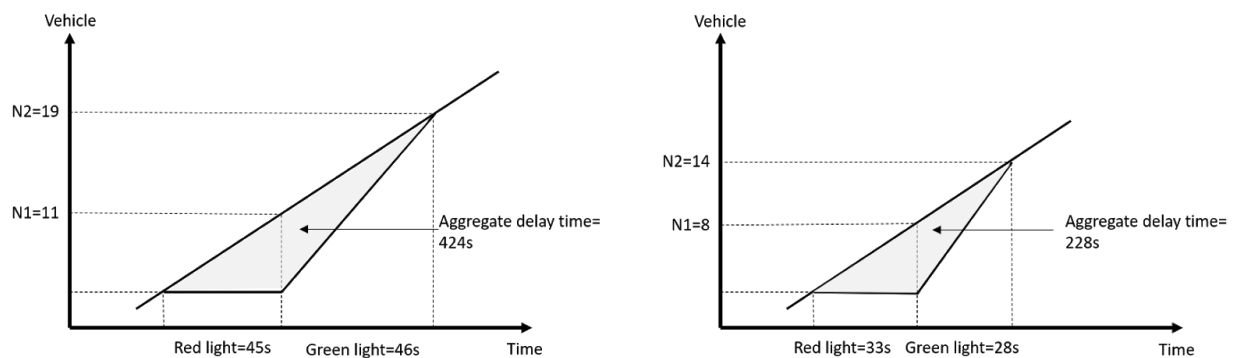 Vehicle
N2=19
N1=11
Aggregate delay time=
424s
Red light=45s
Green light=46s
Time
Vehicle
N2=14
N1=8
Aggregate delay time=
228s
Red light=33s
Green light=28s
Time